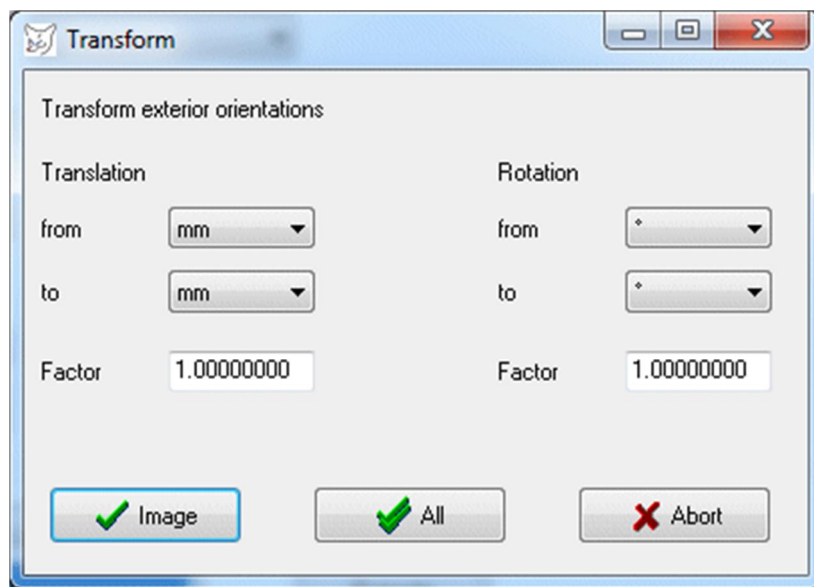 Transform
Transform exterior orientations
Translation Rotation
from mm from °
to mm to °
Factor 1.00000000 Factor 1.00000000
Image All Abort